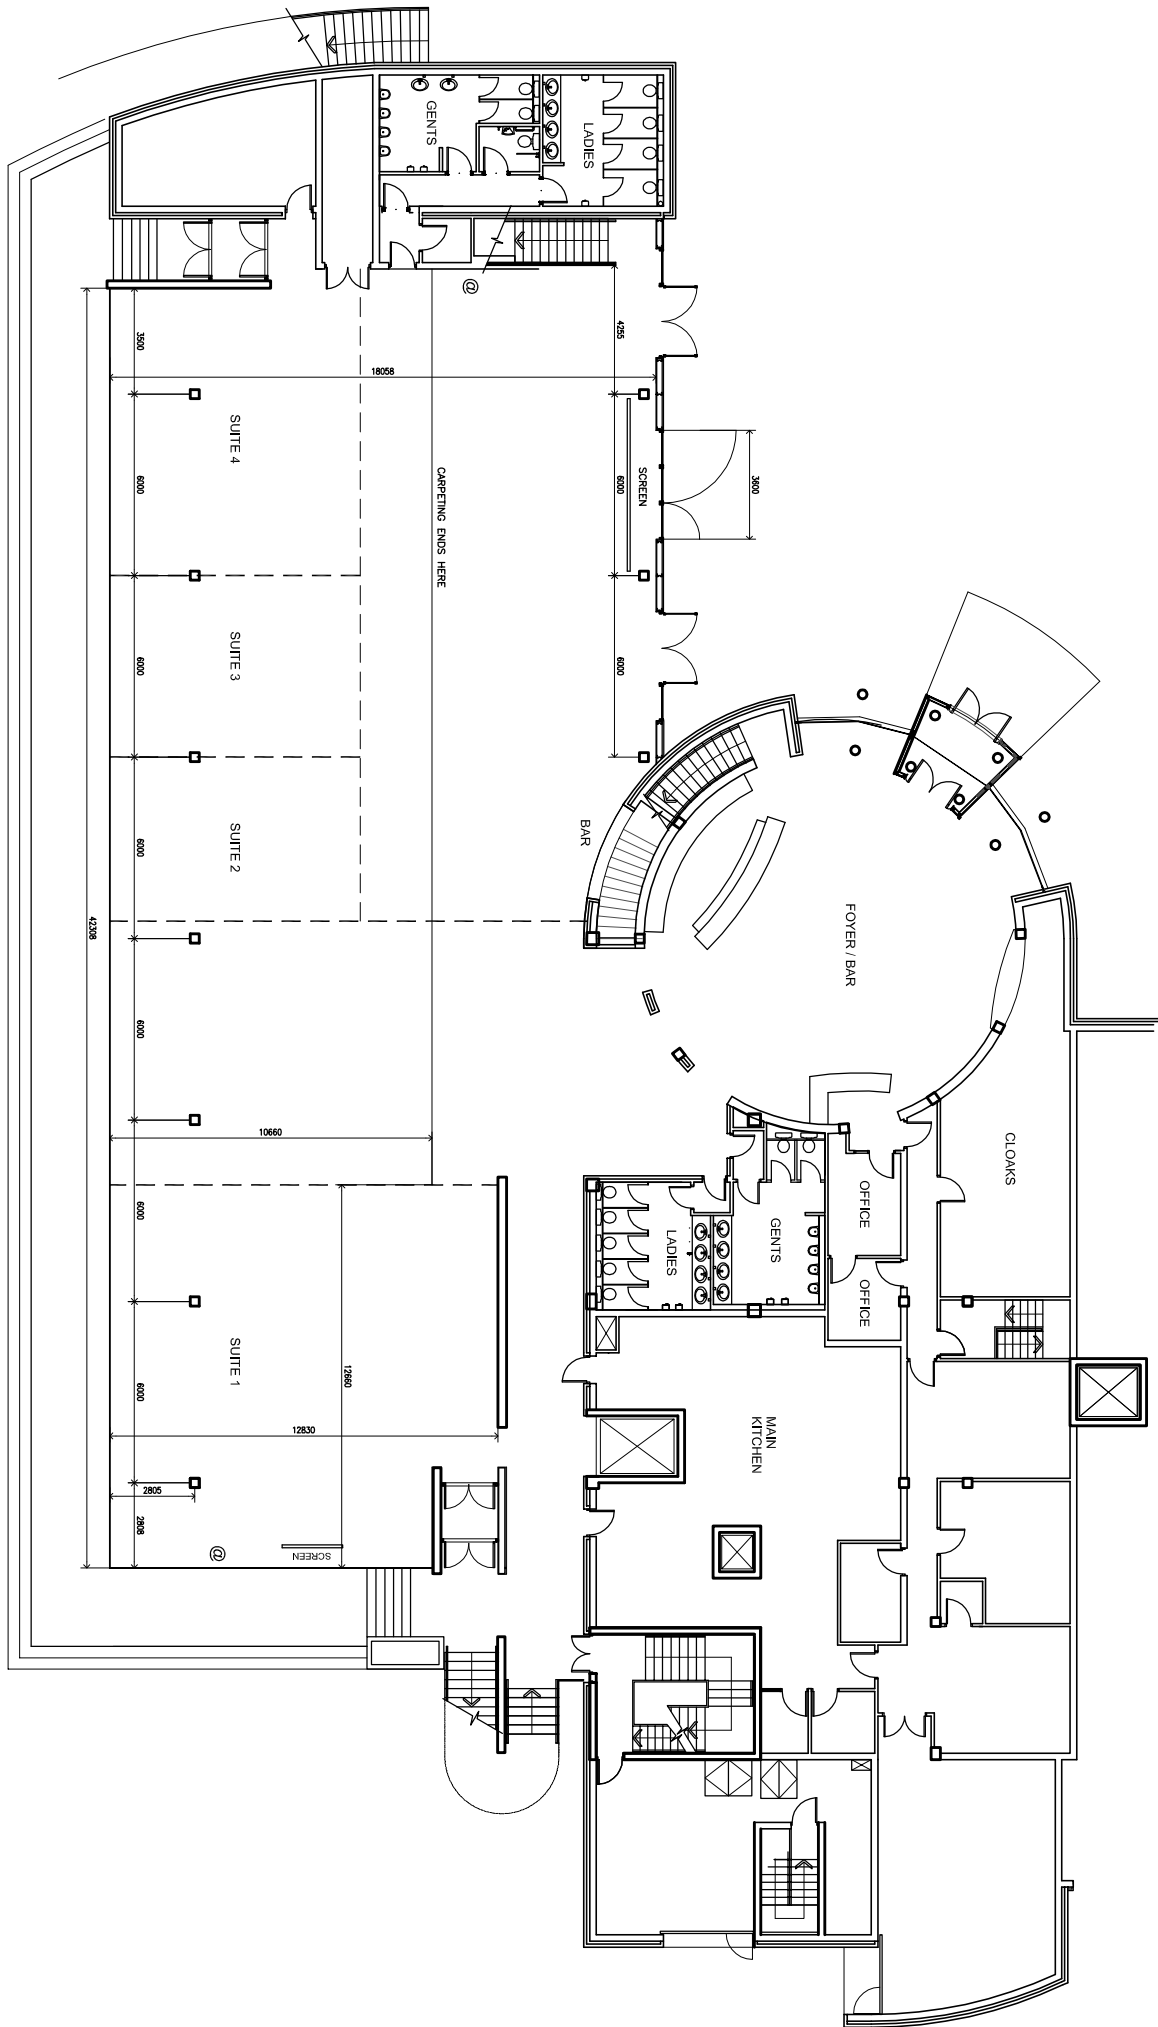 GENTS
LADIES
@
3500
4255
18058
SUITE 4
6000
CARPETING ENDS HERE
6000
SCREEN
3600
SUITE 3
6000
6000
SUITE 2
6000
BAR
42308
FOYER / BAR
6000
10660
CLOAKS
6000
OFFICE
LADIES
GENTS
OFFICE
SUITE 1
12660
6000
12830
MAIN
KITCHEN
2805
2808
@
SCREEN